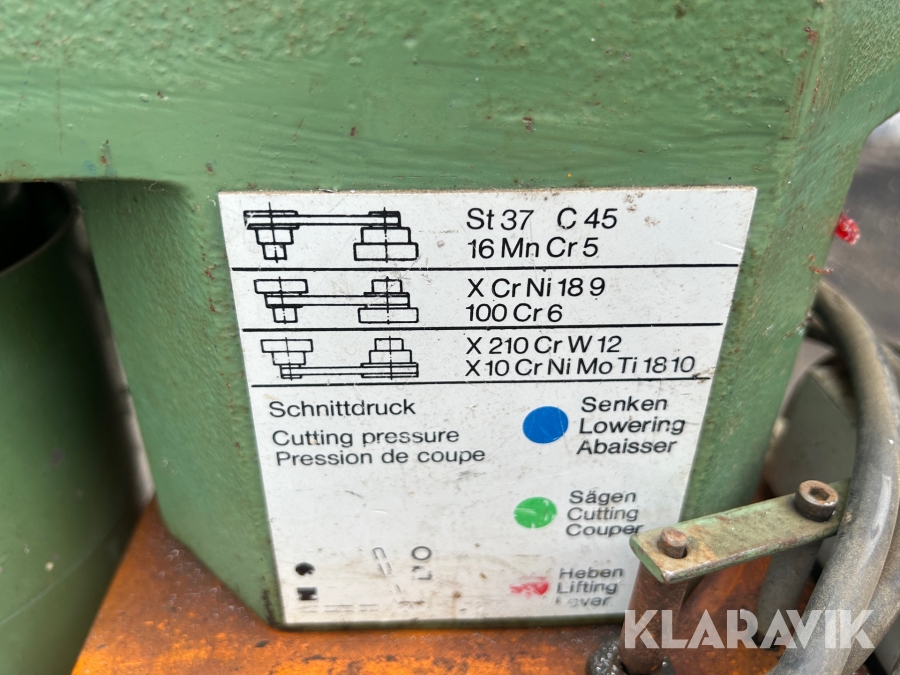 St 37 C 45
16 Mn Cr 5
X Cr Ni 18 9
100 Cr 6
X 210 Cr W 12
X 10 Cr Ni Mo Ti 18 10
Schnittdruck
Cutting pressure
Pression de coupe
Senken
Lowering
Abaisser
Sägen
Cutting
Couper
Heben
Lifting
KLARAVIK